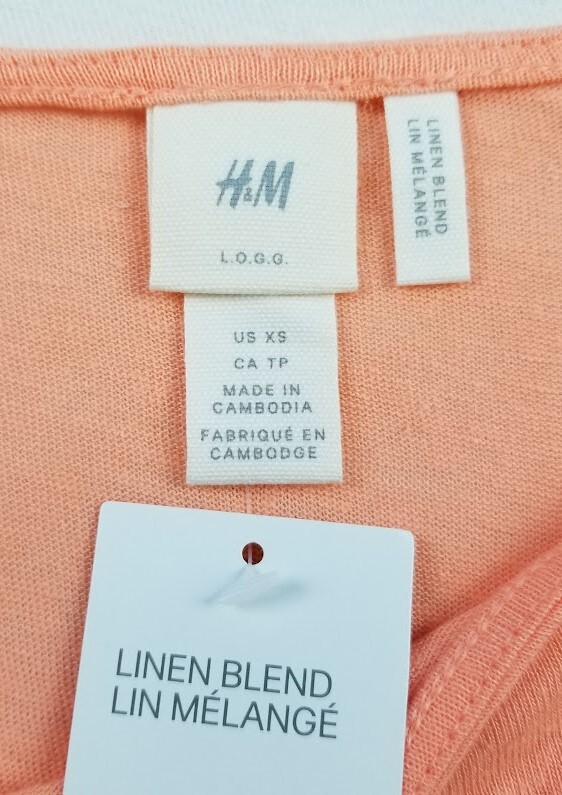 H&M
L.O.G.G.
LINEN BLEND
LIN MÉLANGÉ
US XS
CA TP
MADE IN
CAMBODIA
FABRIQUÉ EN
CAMBODGE
LINEN BLEND
LIN MÉLANGÉ